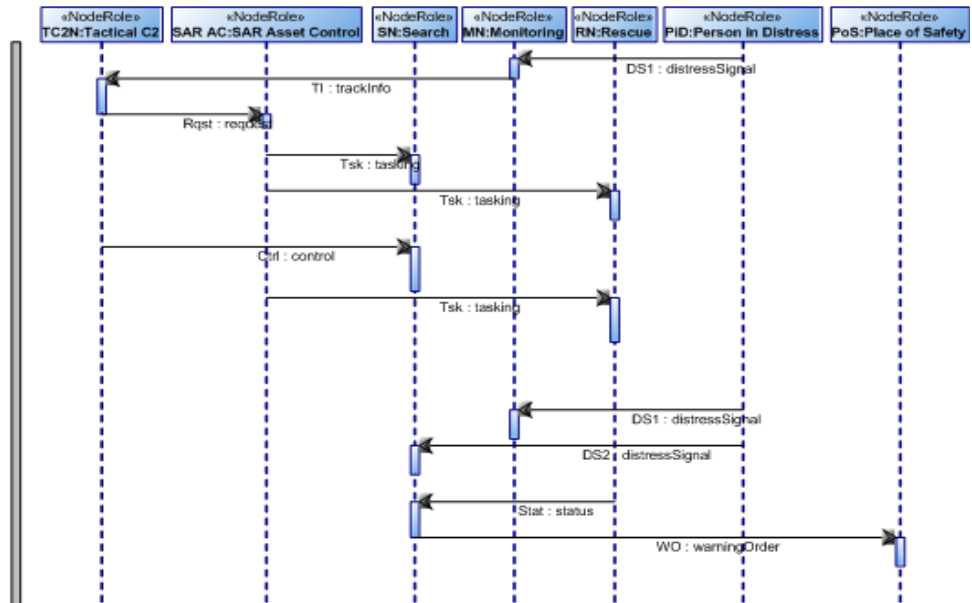 «NodeRole» «NodeRole» «NodeRole» «NodeRole» «NodeRole» «NodeRole» «NodeRole»
TC2N:Tactical C2 SAR AC:SAR Asset Control SN:Search MN:Monitoring RN:Rescue PiD:Person in Distress PoS:Place of Safety
DS1 : distressSignal
TI : trackInfo
Rqst : request
Tsk : tasking
Tsk : tasking
Ctrl : control
Tsk : tasking
DS1 : distressSignal
DS2 : distressSignal
Stat : status
WO : warningOrder